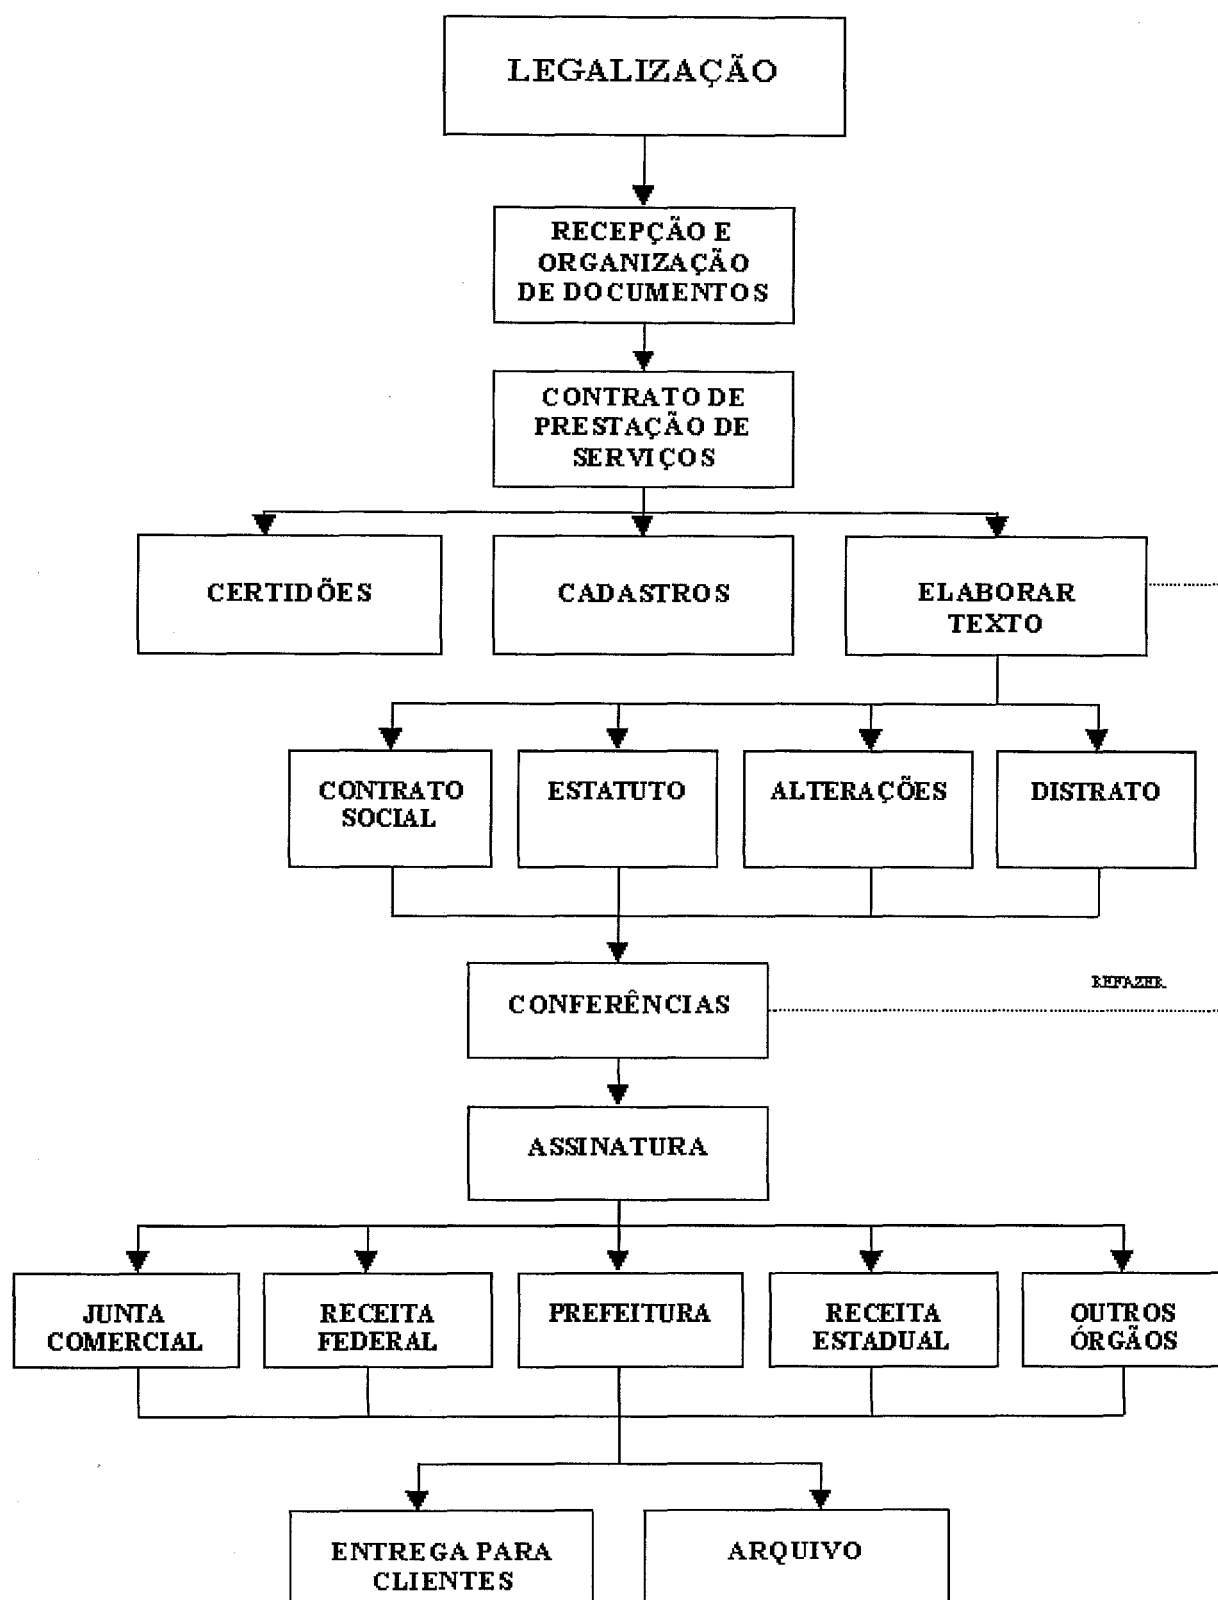 LEGALIZAÇÃO
RECEPÇÃO E
ORGANIZAÇÃO
DE DOCUMENTOS
CONTRATO DE
PRESTAÇÃO DE
SERVIÇOS
CERTIDÕES
CADASTROS
ELABORAR
TEXTO
CONTRATO
SOCIAL
ESTATUTO
ALTERAÇÕES
DISTRATO
REFAZER
CONFERÊNCIAS
ASSINATURA
JUNTA
COMERCIAL
RECEITA
FEDERAL
PREFEITURA
RECEITA
ESTADUAL
OUTROS
ÓRGÃOS
ENTREGA PARA
CLIENTES
ARQUIVO